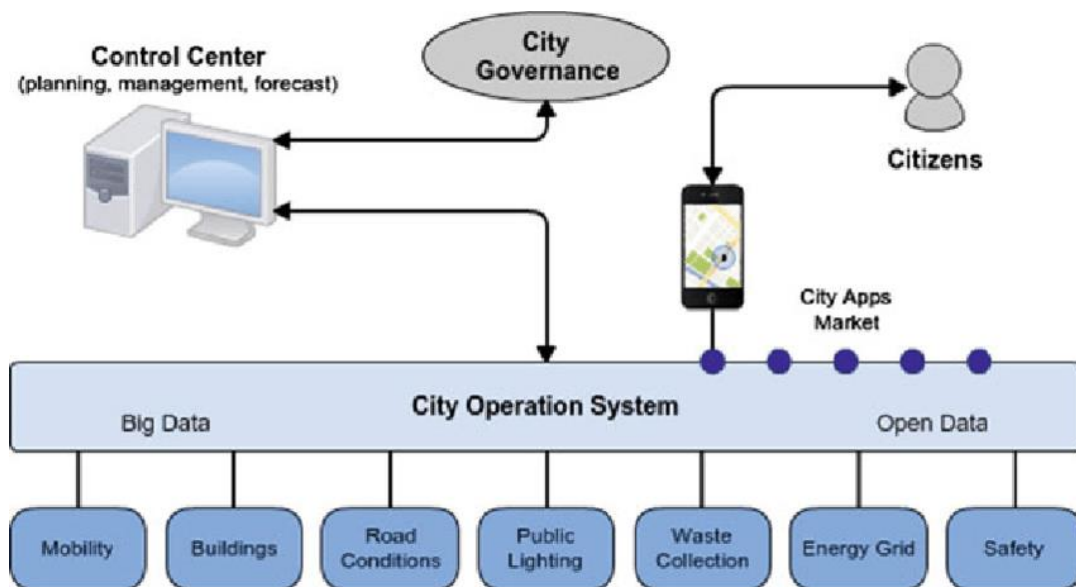 Control Center
(planning, management, forecast)
City
Governance
Citizens
City Apps
Market
City Operation System
Big Data
Open Data
Mobility
Buildings
Road
Conditions
Public
Lighting
Waste
Collection
Energy Grid
Safety